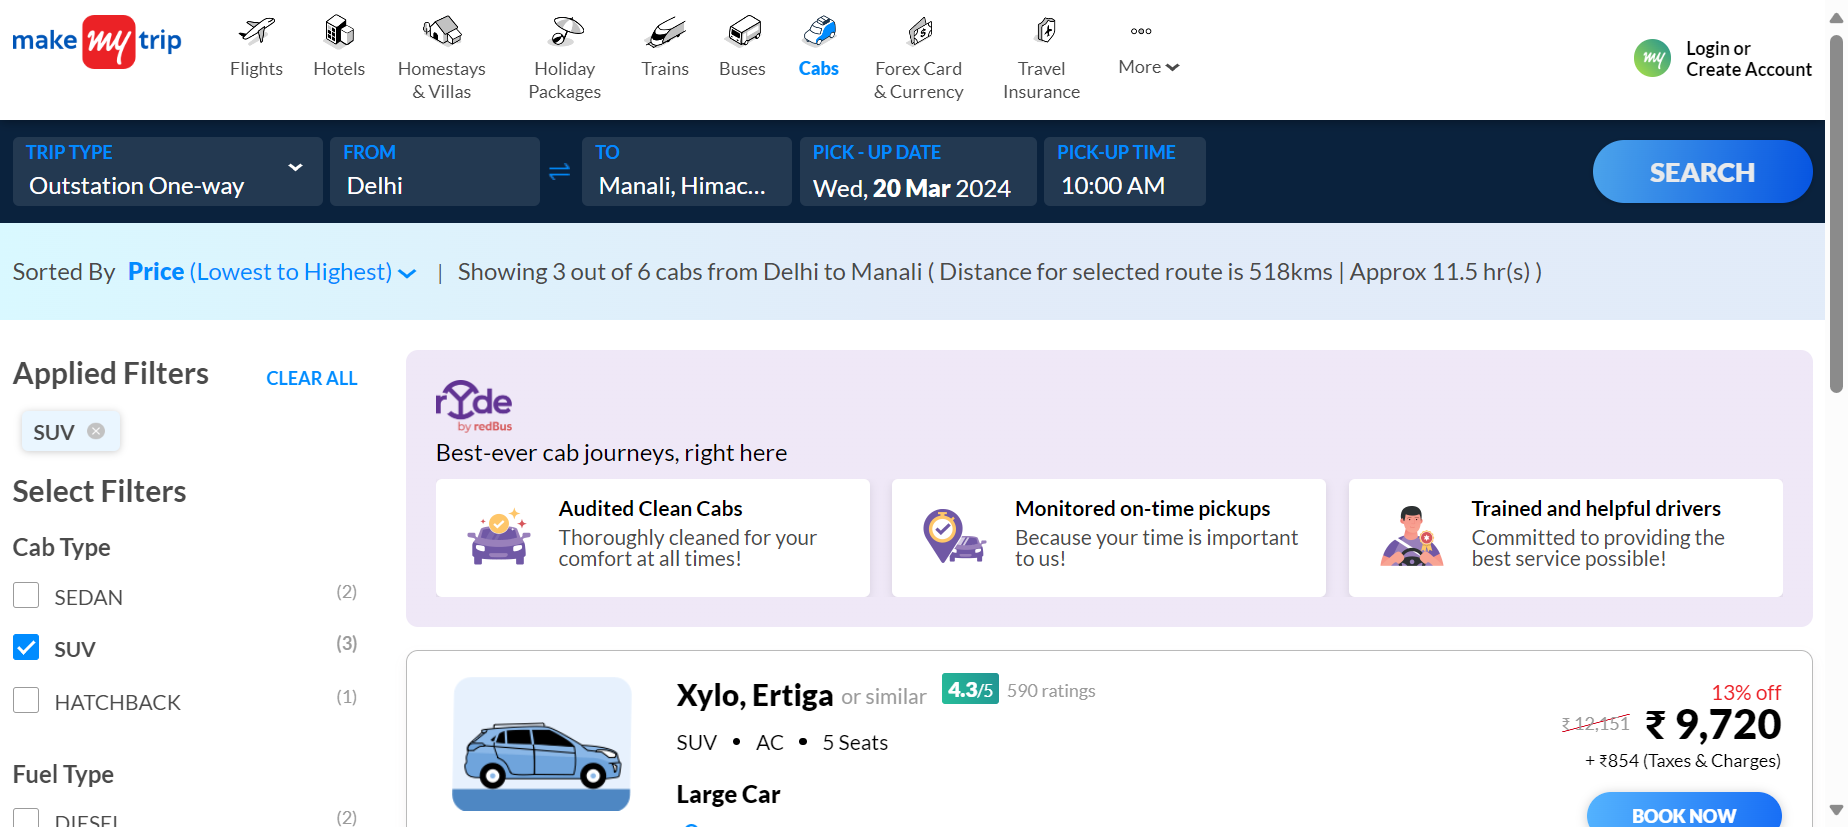 make my trip
Flights
Hotels
Homestays
& Villas
Holiday
Packages
Trains
Buses
Cabs
Forex Card
& Currency
Travel
Insurance
More
my
Login or
Create Account
TRIP TYPE
Outstation One-way
FROM
Delhi
TO
Manali, Himac...
PICK - UP DATE
Wed, 20 Mar 2024
PICK-UP TIME
10:00 AM
SEARCH
Sorted By Price (Lowest to Highest) | Showing 3 out of 6 cabs from Delhi to Manali ( Distance for selected route is 518kms | Approx 11.5 hr(s) )
Applied Filters
CLEAR ALL
SUV
Select Filters
Cab Type
SEDAN (2)
SUV (3)
HATCHBACK (1)
Fuel Type
DIESEL (2)
rYde
by redBus
Best-ever cab journeys, right here
Audited Clean Cabs
Thoroughly cleaned for your
comfort at all times!
Monitored on-time pickups
Because your time is important
to us!
Trained and helpful drivers
Committed to providing the
best service possible!
Xylo, Ertiga or similar 4.3/5 590 ratings
SUV • AC • 5 Seats
Large Car
13% off
₹ 12,151 ₹ 9,720
+ ₹854 (Taxes & Charges)
BOOK NOW